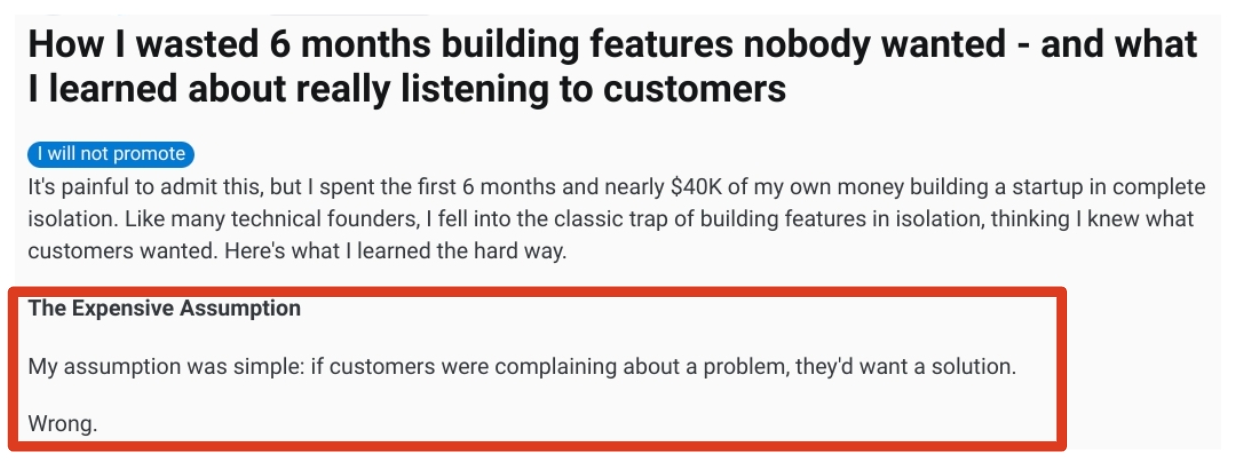 How I wasted 6 months building features nobody wanted - and what
I learned about really listening to customers
I will not promote
It's painful to admit this, but I spent the first 6 months and nearly $40K of my own money building a startup in complete
isolation. Like many technical founders, I fell into the classic trap of building features in isolation, thinking I knew what
customers wanted. Here's what I learned the hard way.
The Expensive Assumption
My assumption was simple: if customers were complaining about a problem, they'd want a solution.
Wrong.